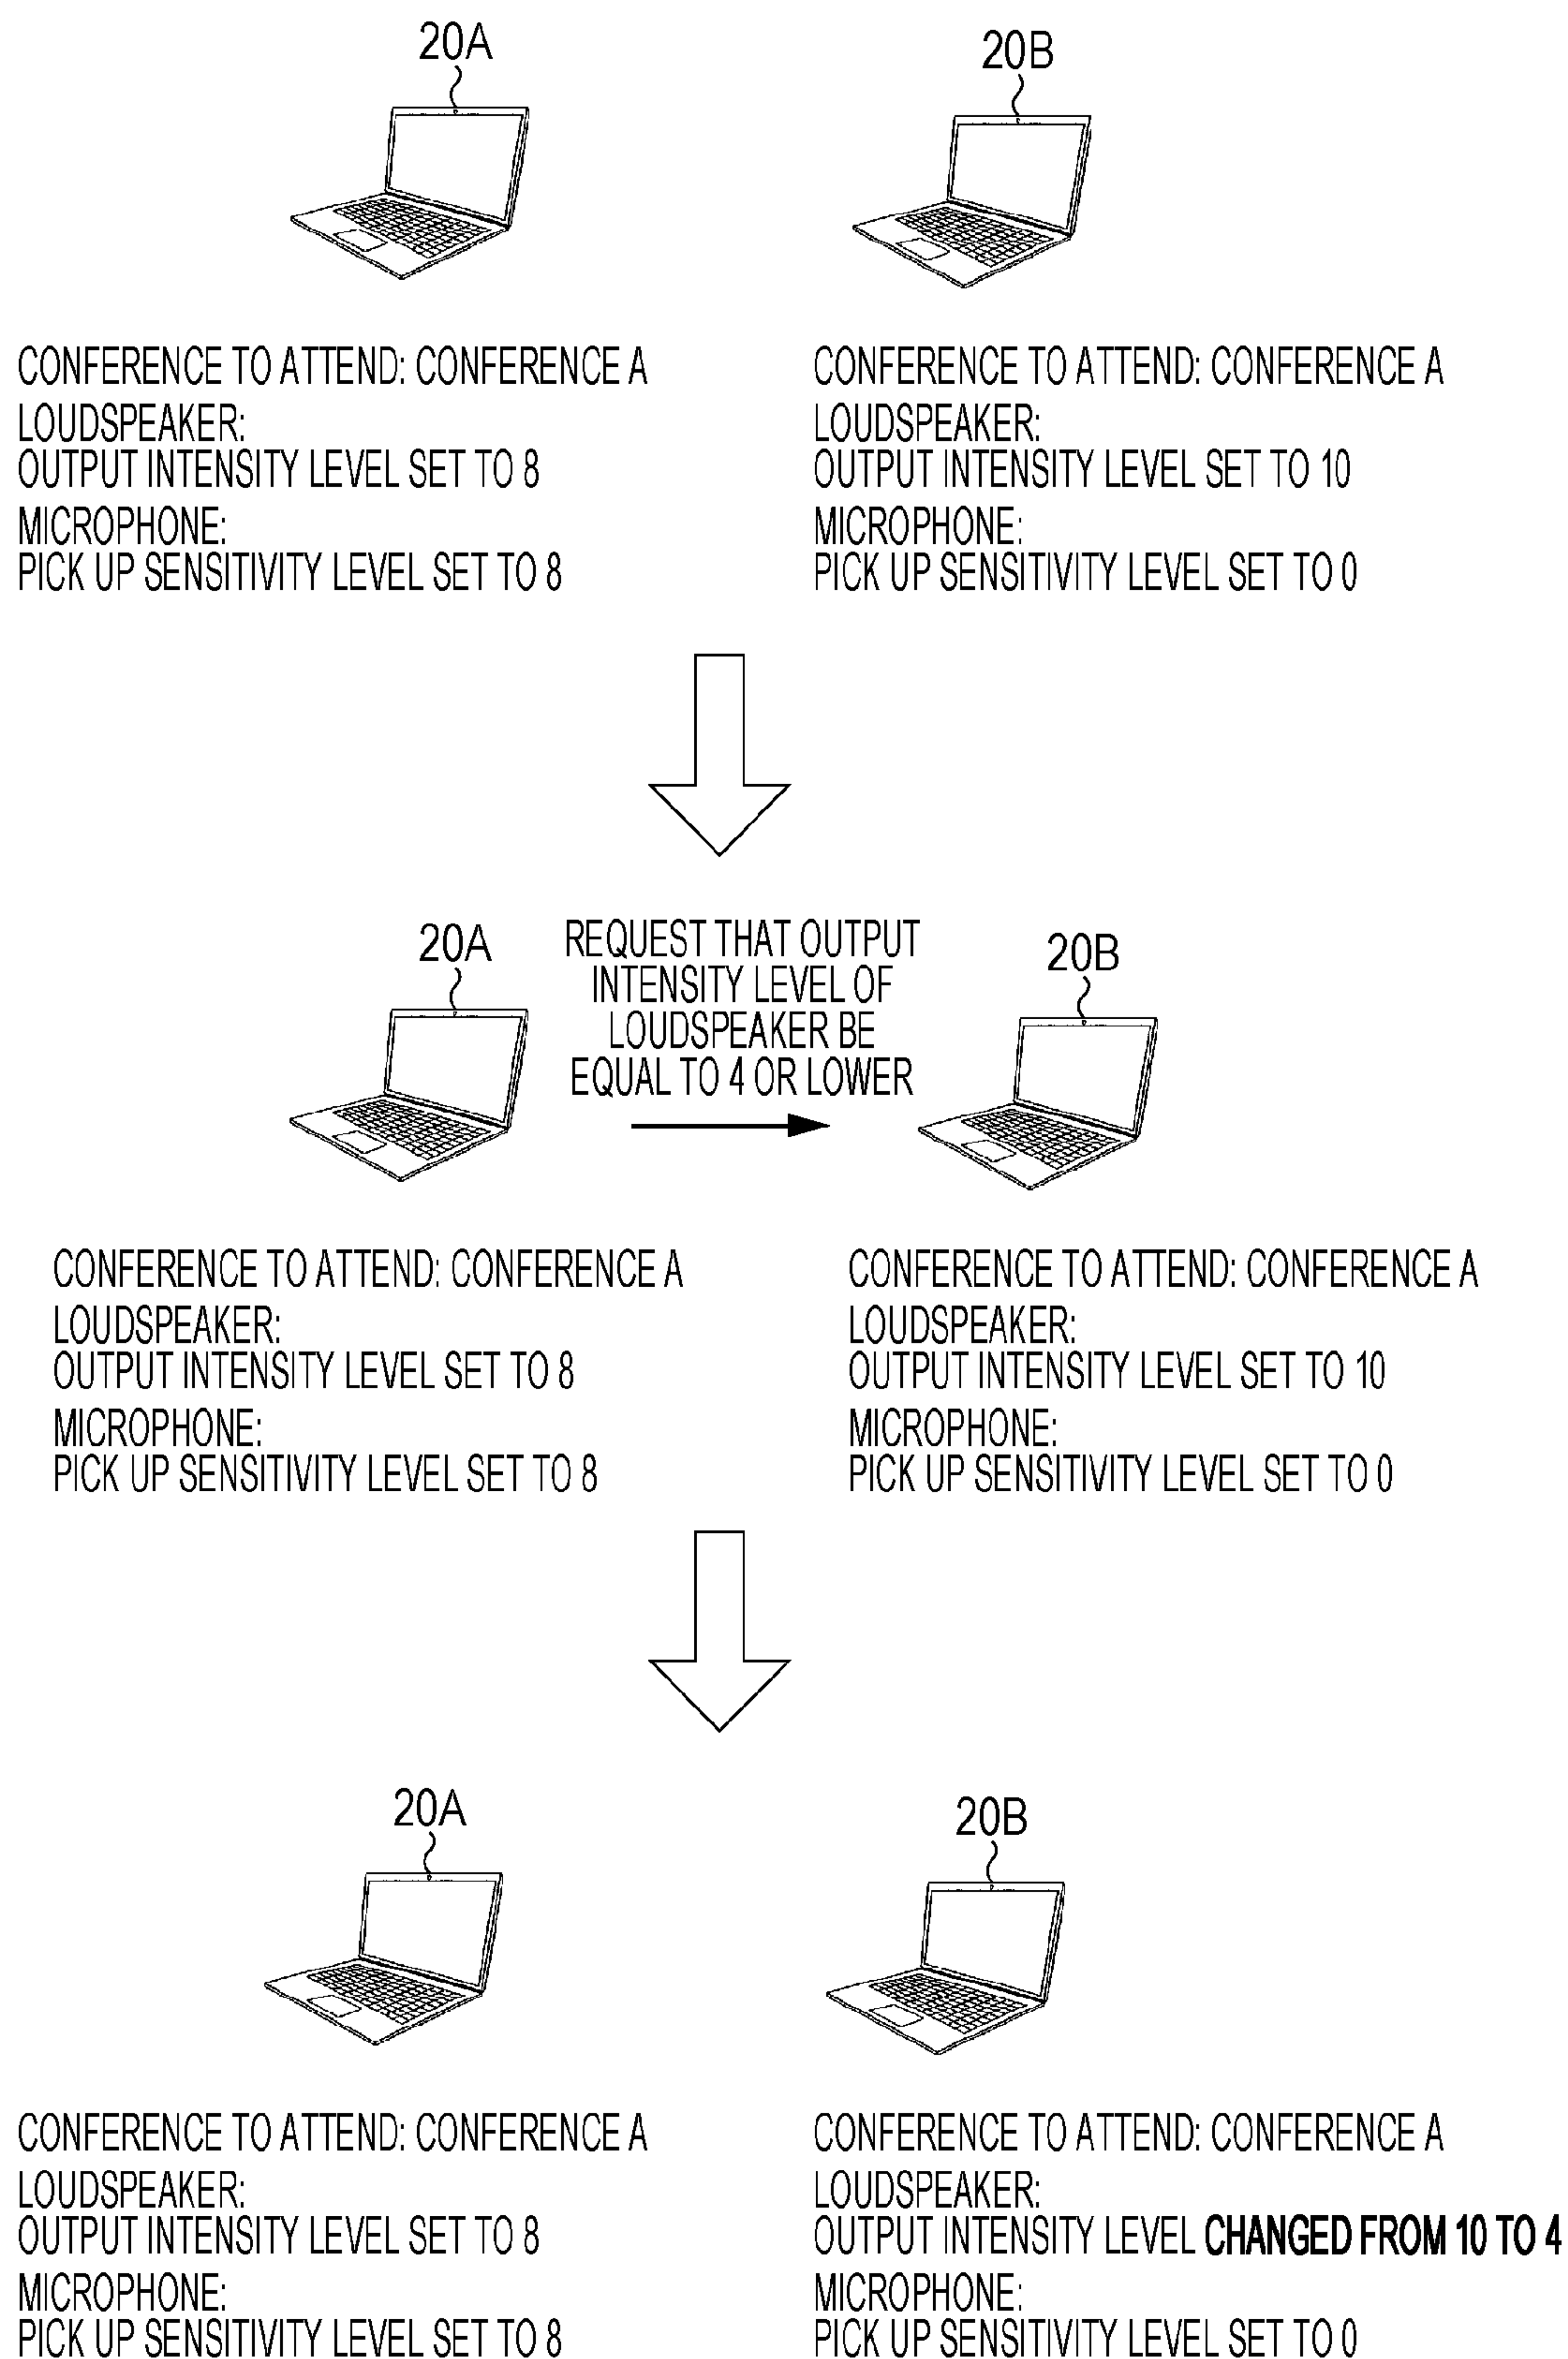 20A
20B
CONFERENCE TO ATTEND: CONFERENCE A
LOUDSPEAKER:
OUTPUT INTENSITY LEVEL SET TO 8
MICROPHONE:
PICK UP SENSITIVITY LEVEL SET TO 8
CONFERENCE TO ATTEND: CONFERENCE A
LOUDSPEAKER:
OUTPUT INTENSITY LEVEL SET TO 10
MICROPHONE:
PICK UP SENSITIVITY LEVEL SET TO 0
20A
REQUEST THAT OUTPUT
INTENSITY LEVEL OF
LOUDSPEAKER BE
EQUAL TO 4 OR LOWER
20B
CONFERENCE TO ATTEND: CONFERENCE A
LOUDSPEAKER:
OUTPUT INTENSITY LEVEL SET TO 8
MICROPHONE:
PICK UP SENSITIVITY LEVEL SET TO 8
CONFERENCE TO ATTEND: CONFERENCE A
LOUDSPEAKER:
OUTPUT INTENSITY LEVEL SET TO 10
MICROPHONE:
PICK UP SENSITIVITY LEVEL SET TO 0
20A
20B
CONFERENCE TO ATTEND: CONFERENCE A
LOUDSPEAKER:
OUTPUT INTENSITY LEVEL SET TO 8
MICROPHONE:
PICK UP SENSITIVITY LEVEL SET TO 8
CONFERENCE TO ATTEND: CONFERENCE A
LOUDSPEAKER:
OUTPUT INTENSITY LEVEL CHANGED FROM 10 TO 4
MICROPHONE:
PICK UP SENSITIVITY LEVEL SET TO 0